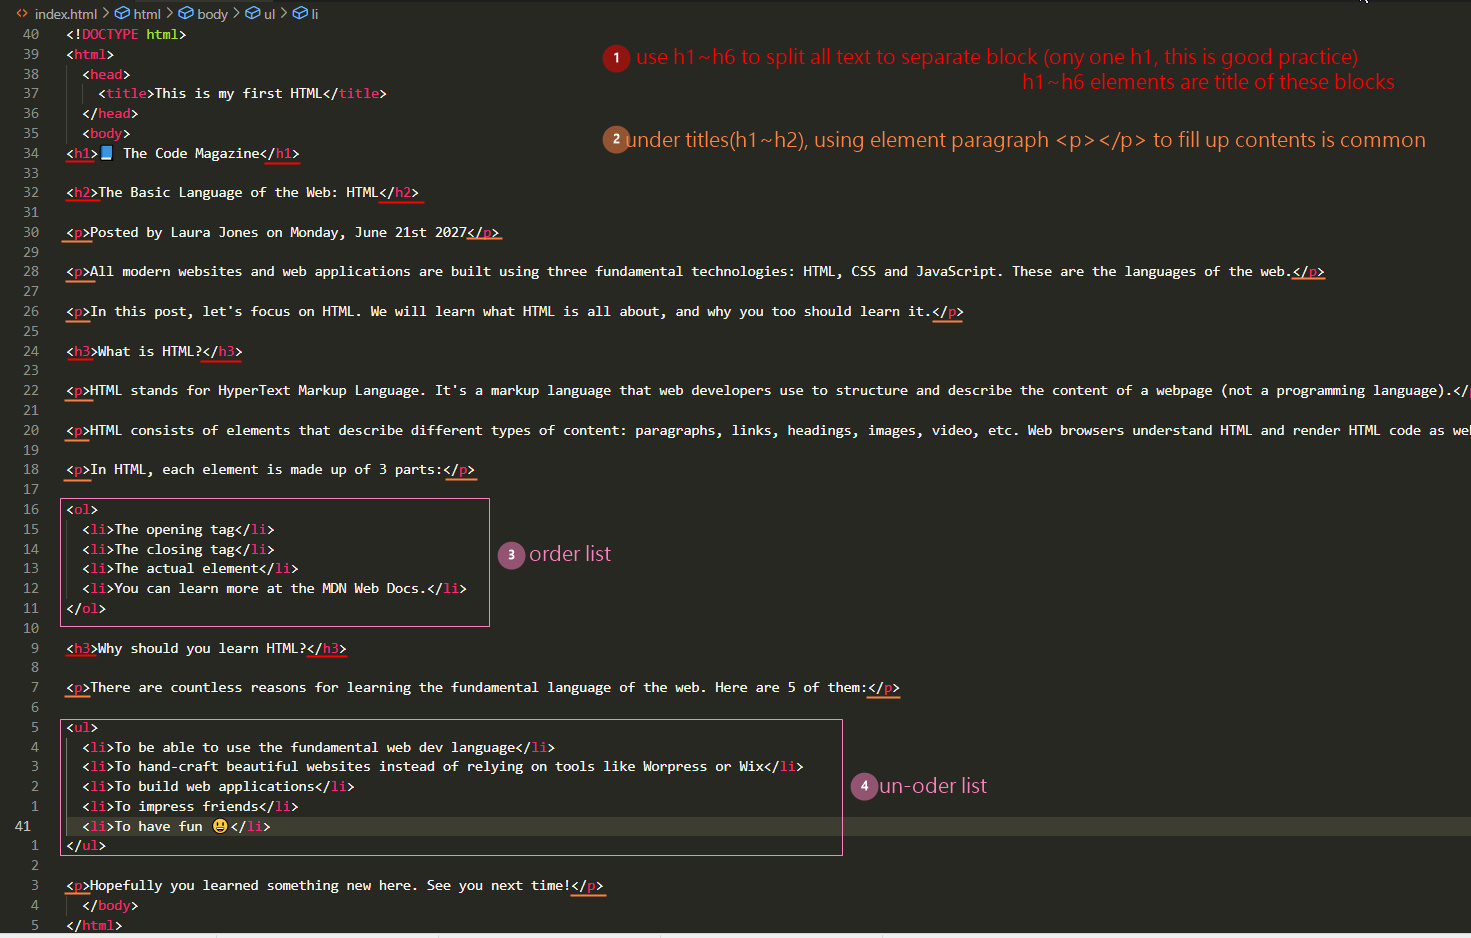 index.html > html > body > ul > li
40 <!DOCTYPE html>
39 <html>
38 <head>
37 <title>This is my first HTML</title>
36 </head>
35 <body>
34 <h1>📘 The Code Magazine</h1>
33
32 <h2>The Basic Language of the Web: HTML</h2>
31
30 <p>Posted by Laura Jones on Monday, June 21st 2027</p>
29
28 <p>All modern websites and web applications are built using three fundamental technologies: HTML, CSS and JavaScript. These are the languages of the web.</p>
27
26 <p>In this post, let's focus on HTML. We will learn what HTML is all about, and why you too should learn it.</p>
25
24 <h3>What is HTML?</h3>
23
22 <p>HTML stands for HyperText Markup Language. It's a markup language that web developers use to structure and describe the content of a webpage (not a programming language).</p
21
20 <p>HTML consists of elements that describe different types of content: paragraphs, links, headings, images, video, etc. Web browsers understand HTML and render HTML code as we
19
18 <p>In HTML, each element is made up of 3 parts:</p>
17
16 <ol>
15 <li>The opening tag</li>
14 <li>The closing tag</li>
13 <li>The actual element</li>
12 <li>You can learn more at the MDN Web Docs.</li>
11 </ol>
10
9 <h3>Why should you learn HTML?</h3>
8
7 <p>There are countless reasons for learning the fundamental language of the web. Here are 5 of them:</p>
6
5 <ul>
4 <li>To be able to use the fundamental web dev language</li>
3 <li>To hand-craft beautiful websites instead of relying on tools like Worpress or Wix</li>
2 <li>To build web applications</li>
1 <li>To impress friends</li>
41 <li>To have fun 😃</li>
1 </ul>
2
3 <p>Hopefully you learned something new here. See you next time!</p>
4 </body>
5 </html>
1 use h1~h6 to split all text to separate block (ony one h1, this is good practice)
h1~h6 elements are title of these blocks
2 under titles(h1~h2), using element paragraph <p></p> to fill up contents is common
3 order list
4 un-oder list